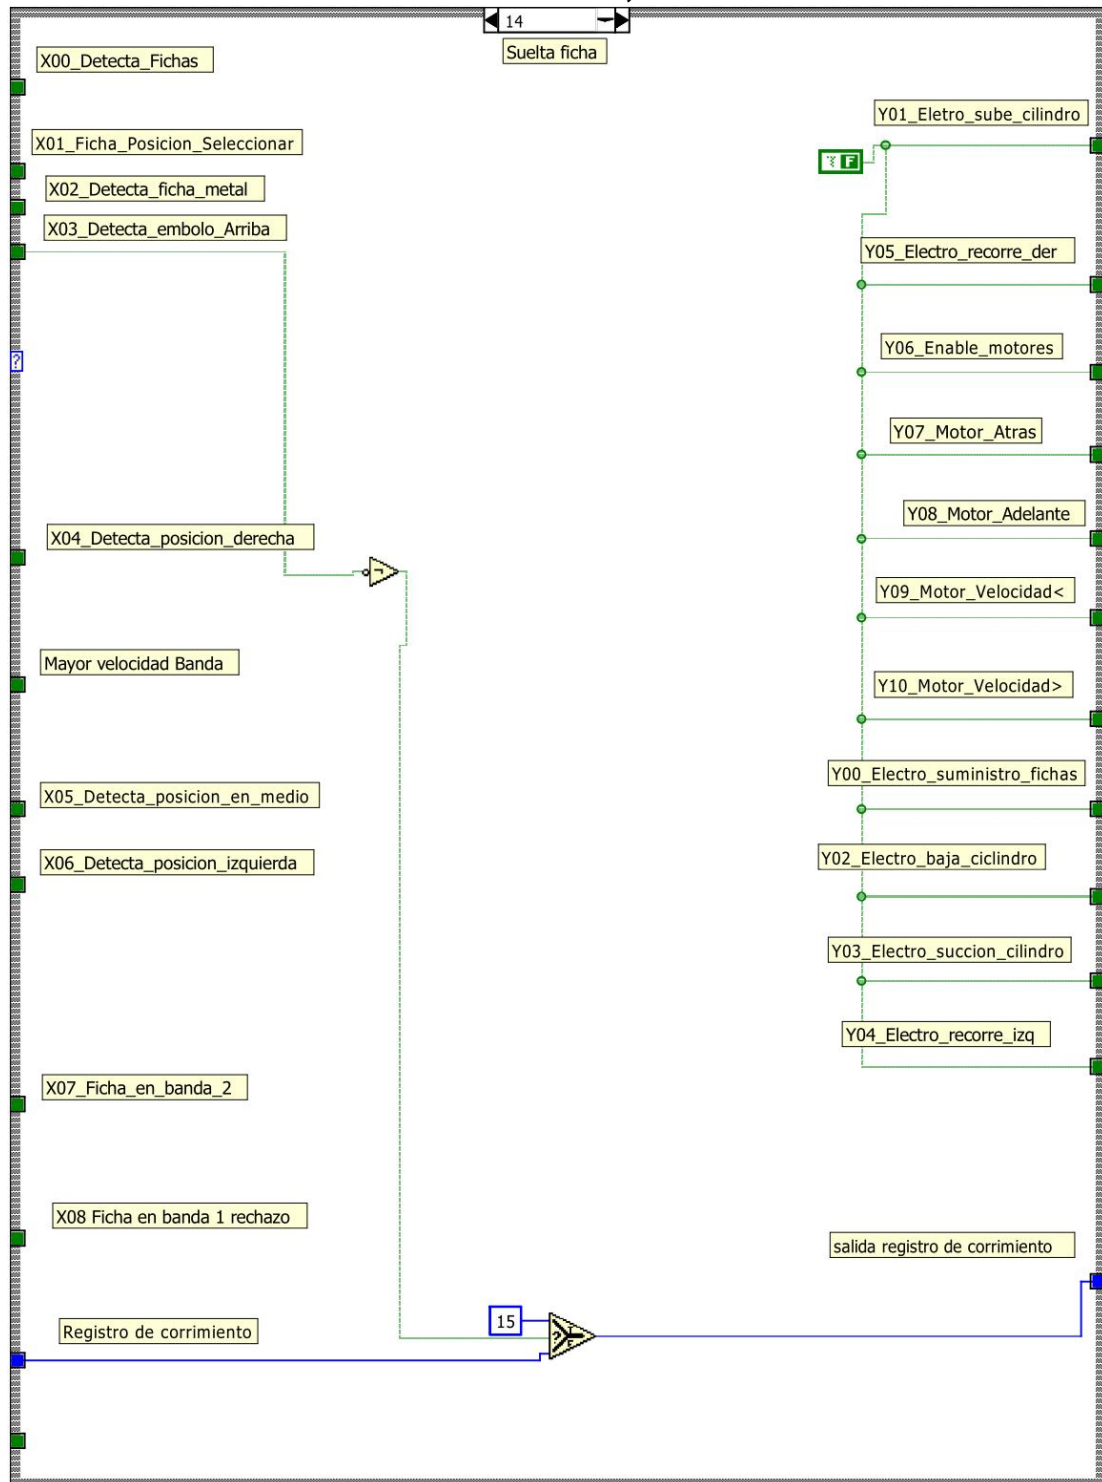 14
Suelta ficha
X00_Detecta_Fichas
Y01_Eletro_sube_cilindro
X01_Ficha_Posicion_Seleccionar
F
X02_Detecta_ficha_metal
X03_Detecta_embolo_Arriba
Y05_Electro_recorre_der
Y06_Enable_motores
?
Y07_Motor_Atras
Y08_Motor_Adelante
X04_Detecta_posicion_derecha
Y09_Motor_Velocidad<
Mayor velocidad Banda
Y10_Motor_Velocidad>
Y00_Electro_suministro_fichas
X05_Detecta_posicion_en_medio
X06_Detecta_posicion_izquierda
Y02_Electro_baja_ciclindro
Y03_Electro_succion_cilindro
Y04_Electro_recorre_izq
X07_Ficha_en_banda_2
X08 Ficha en banda 1 rechazo
salida registro de corrimiento
15
Registro de corrimiento
?